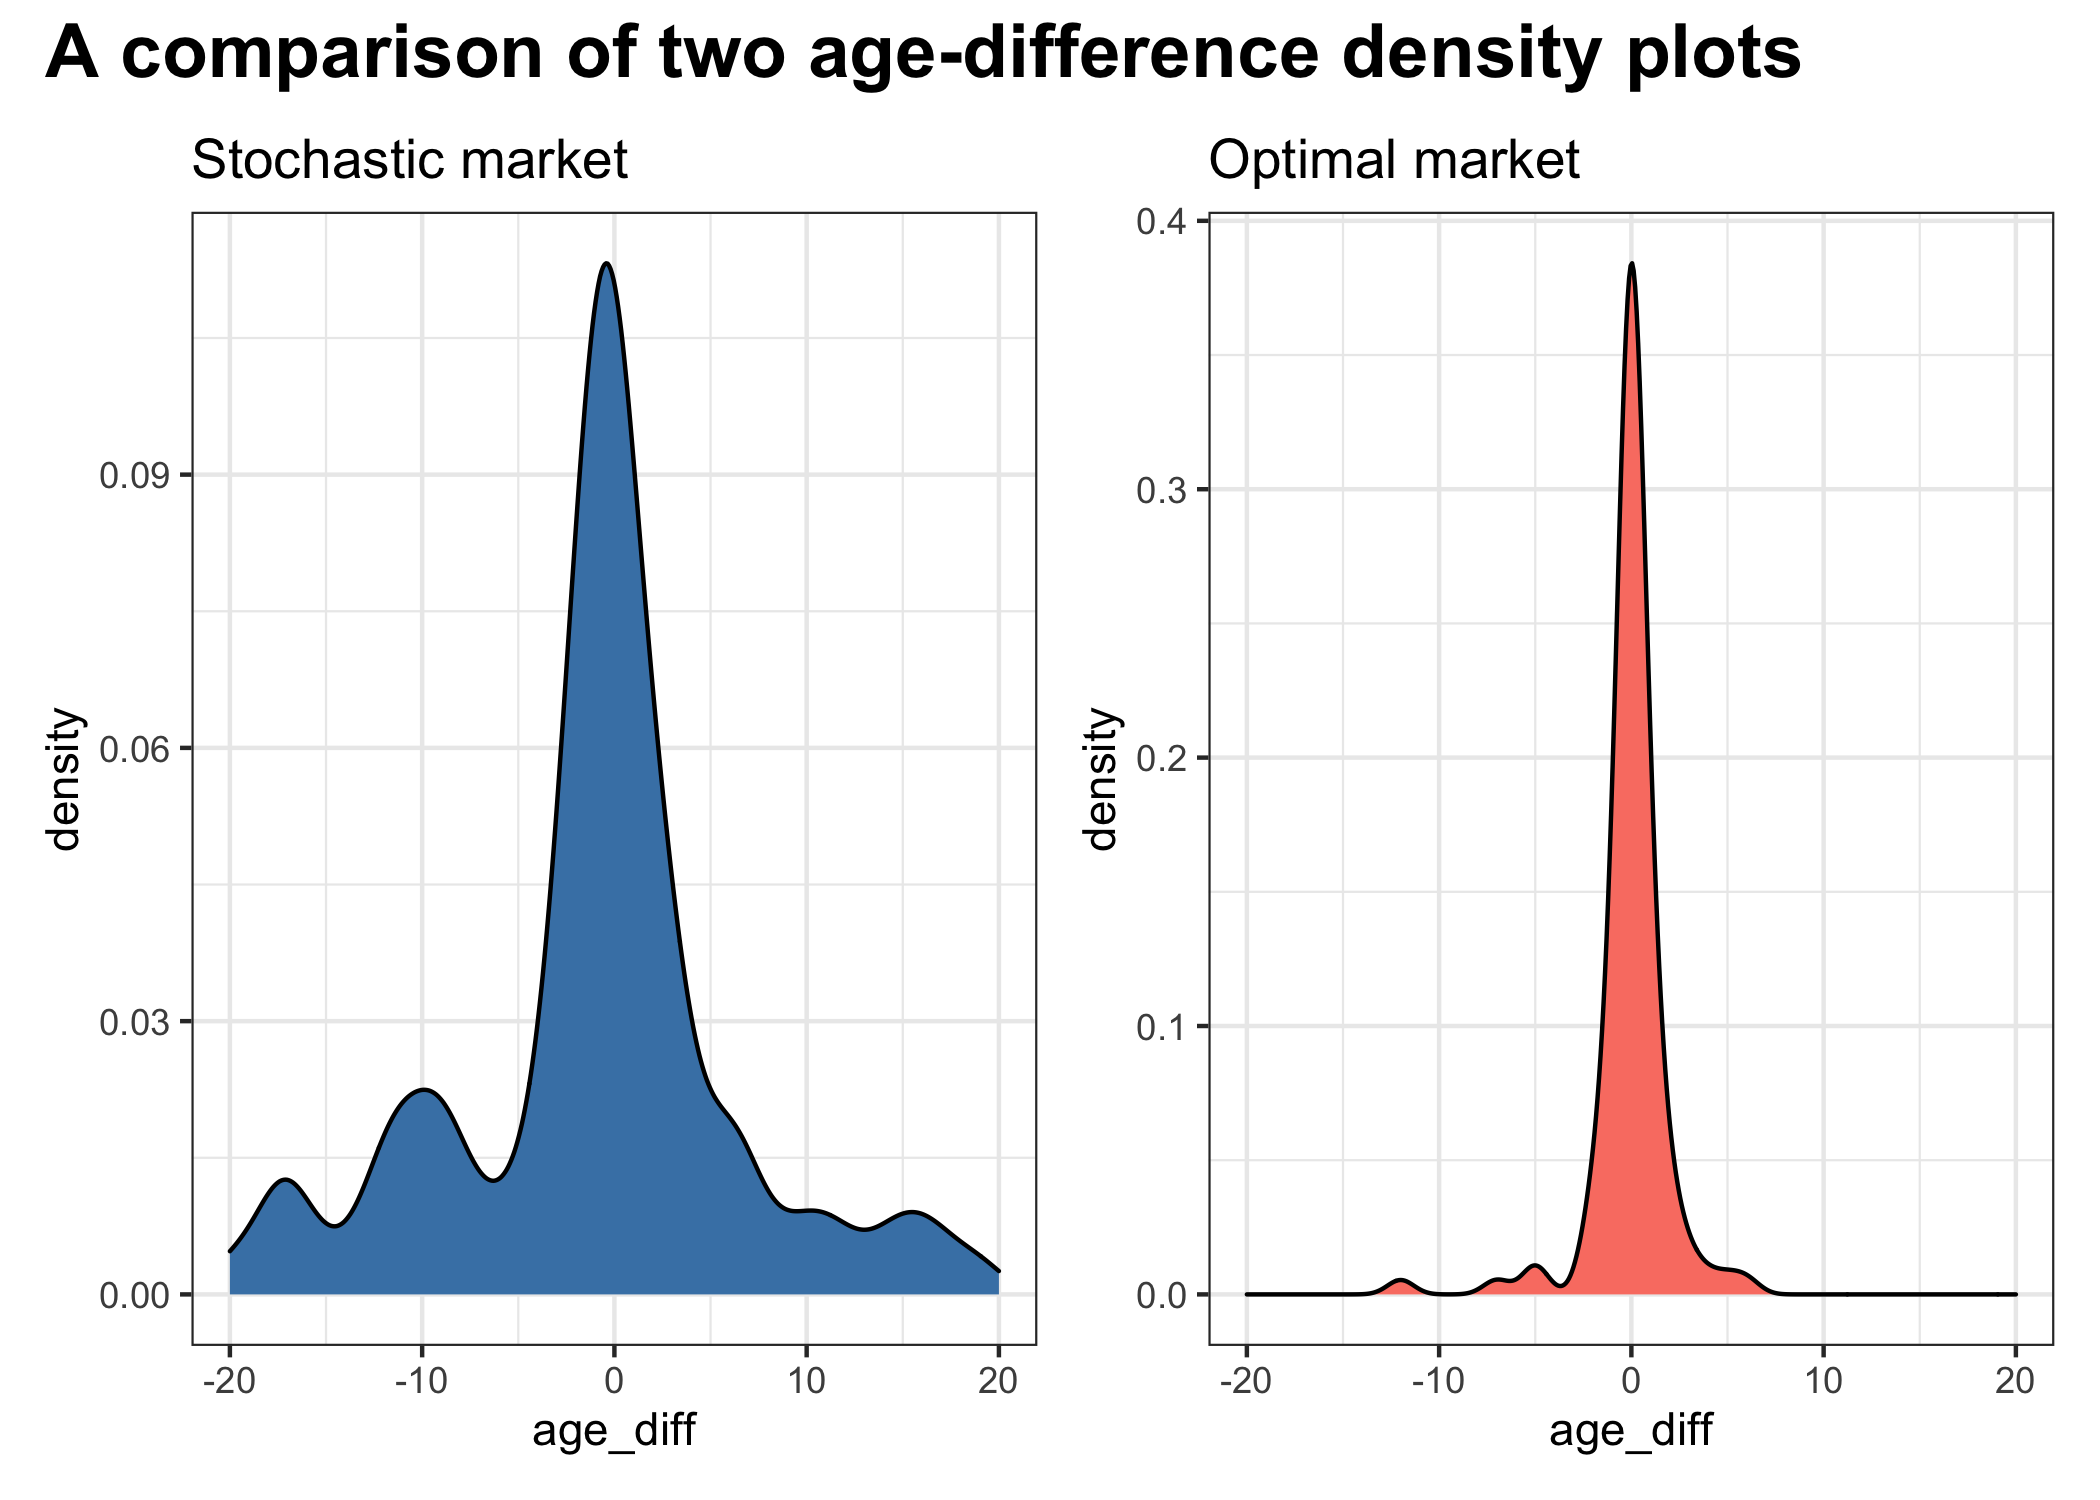 A comparison of two age-difference density plots
Stochastic market
0.09
0.06
0.03
0.00
density
-20 -10 0 10 20
age_diff
Optimal market
0.4
0.3
0.2
0.1
0.0
density
-20 -10 0 10 20
age_diff